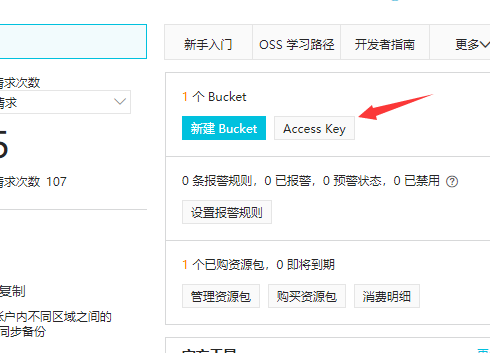 新手入门 OSS 学习路径 开发者指南 更多
求次数
请求
1 个 Bucket
新建 Bucket Access Key
求次数 107
0 条报警规则，0 已报警，0 预警状态，0 已禁用
设置报警规则
1 个已购资源包，0 即将到期
复制
管理资源包 购买资源包 消费明细
帐户内不同区域之间的
同步备份